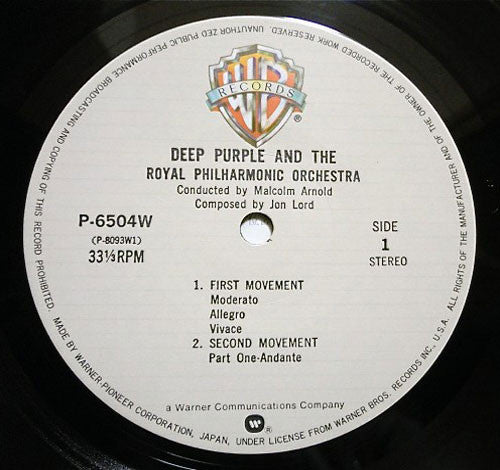 WB
RECORDS
®
DEEP PURPLE AND THE
ROYAL PHILHARMONIC ORCHESTRA
Conducted by Malcolm Arnold
Composed by Jon Lord
P-6504W
(P-8093W1)
33⅓RPM
SIDE
1
STEREO
1. FIRST MOVEMENT
Moderato
Allegro
Vivace
2. SECOND MOVEMENT
Part One-Andante
a Warner Communications Company
®
MADE BY WARNER-PIONEER CORPORATION, JAPAN, UNDER LICENSE FROM WARNER BROS. RECORDS INC., U.S.A. ALL RIGHTS OF THE MANUFACTURER AND OF THE OWNER OF THE RECORDED WORK RESERVED. UNAUTHORIZED PUBLIC PERFORMANCE BROADCASTING AND COPYING OF THIS RECORD PROHIBITED.